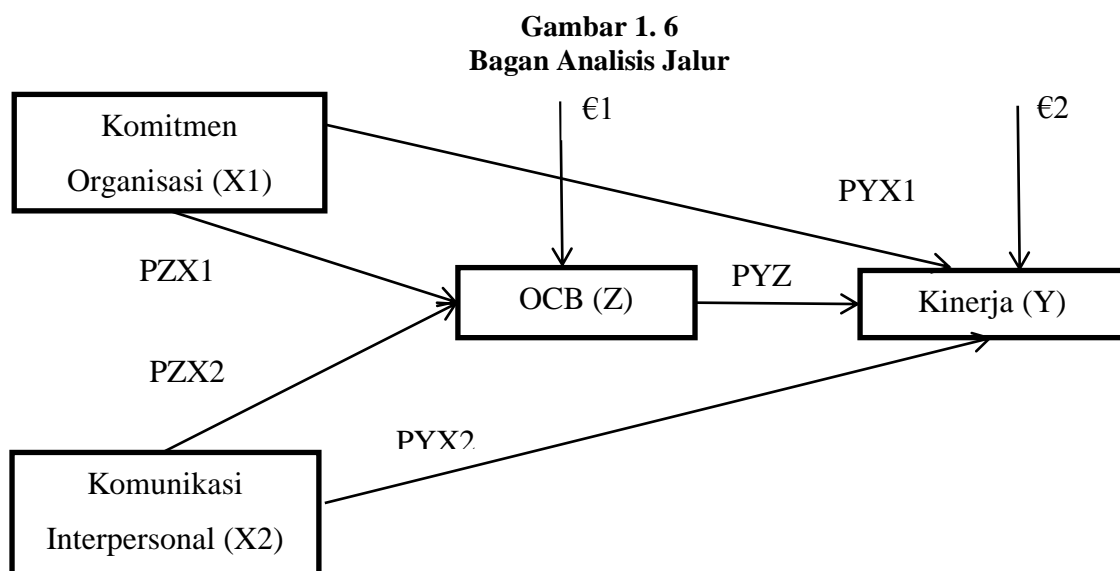 Gambar 1. 6
Bagan Analisis Jalur
€1
€2
Komitmen
Organisasi (X1)
PYX1
PZX1
OCB (Z)
PYZ
Kinerja (Y)
PZX2
PYX2
Komunikasi
Interpersonal (X2)